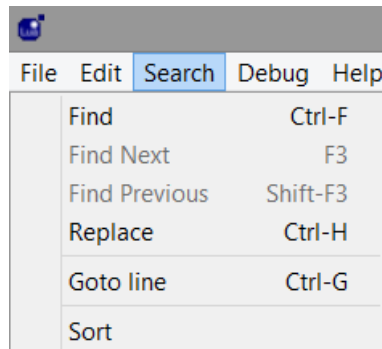 Lua
File Edit Search Debug Help
Find Ctrl-F
Find Next F3
Find Previous Shift-F3
Replace Ctrl-H
Goto line Ctrl-G
Sort